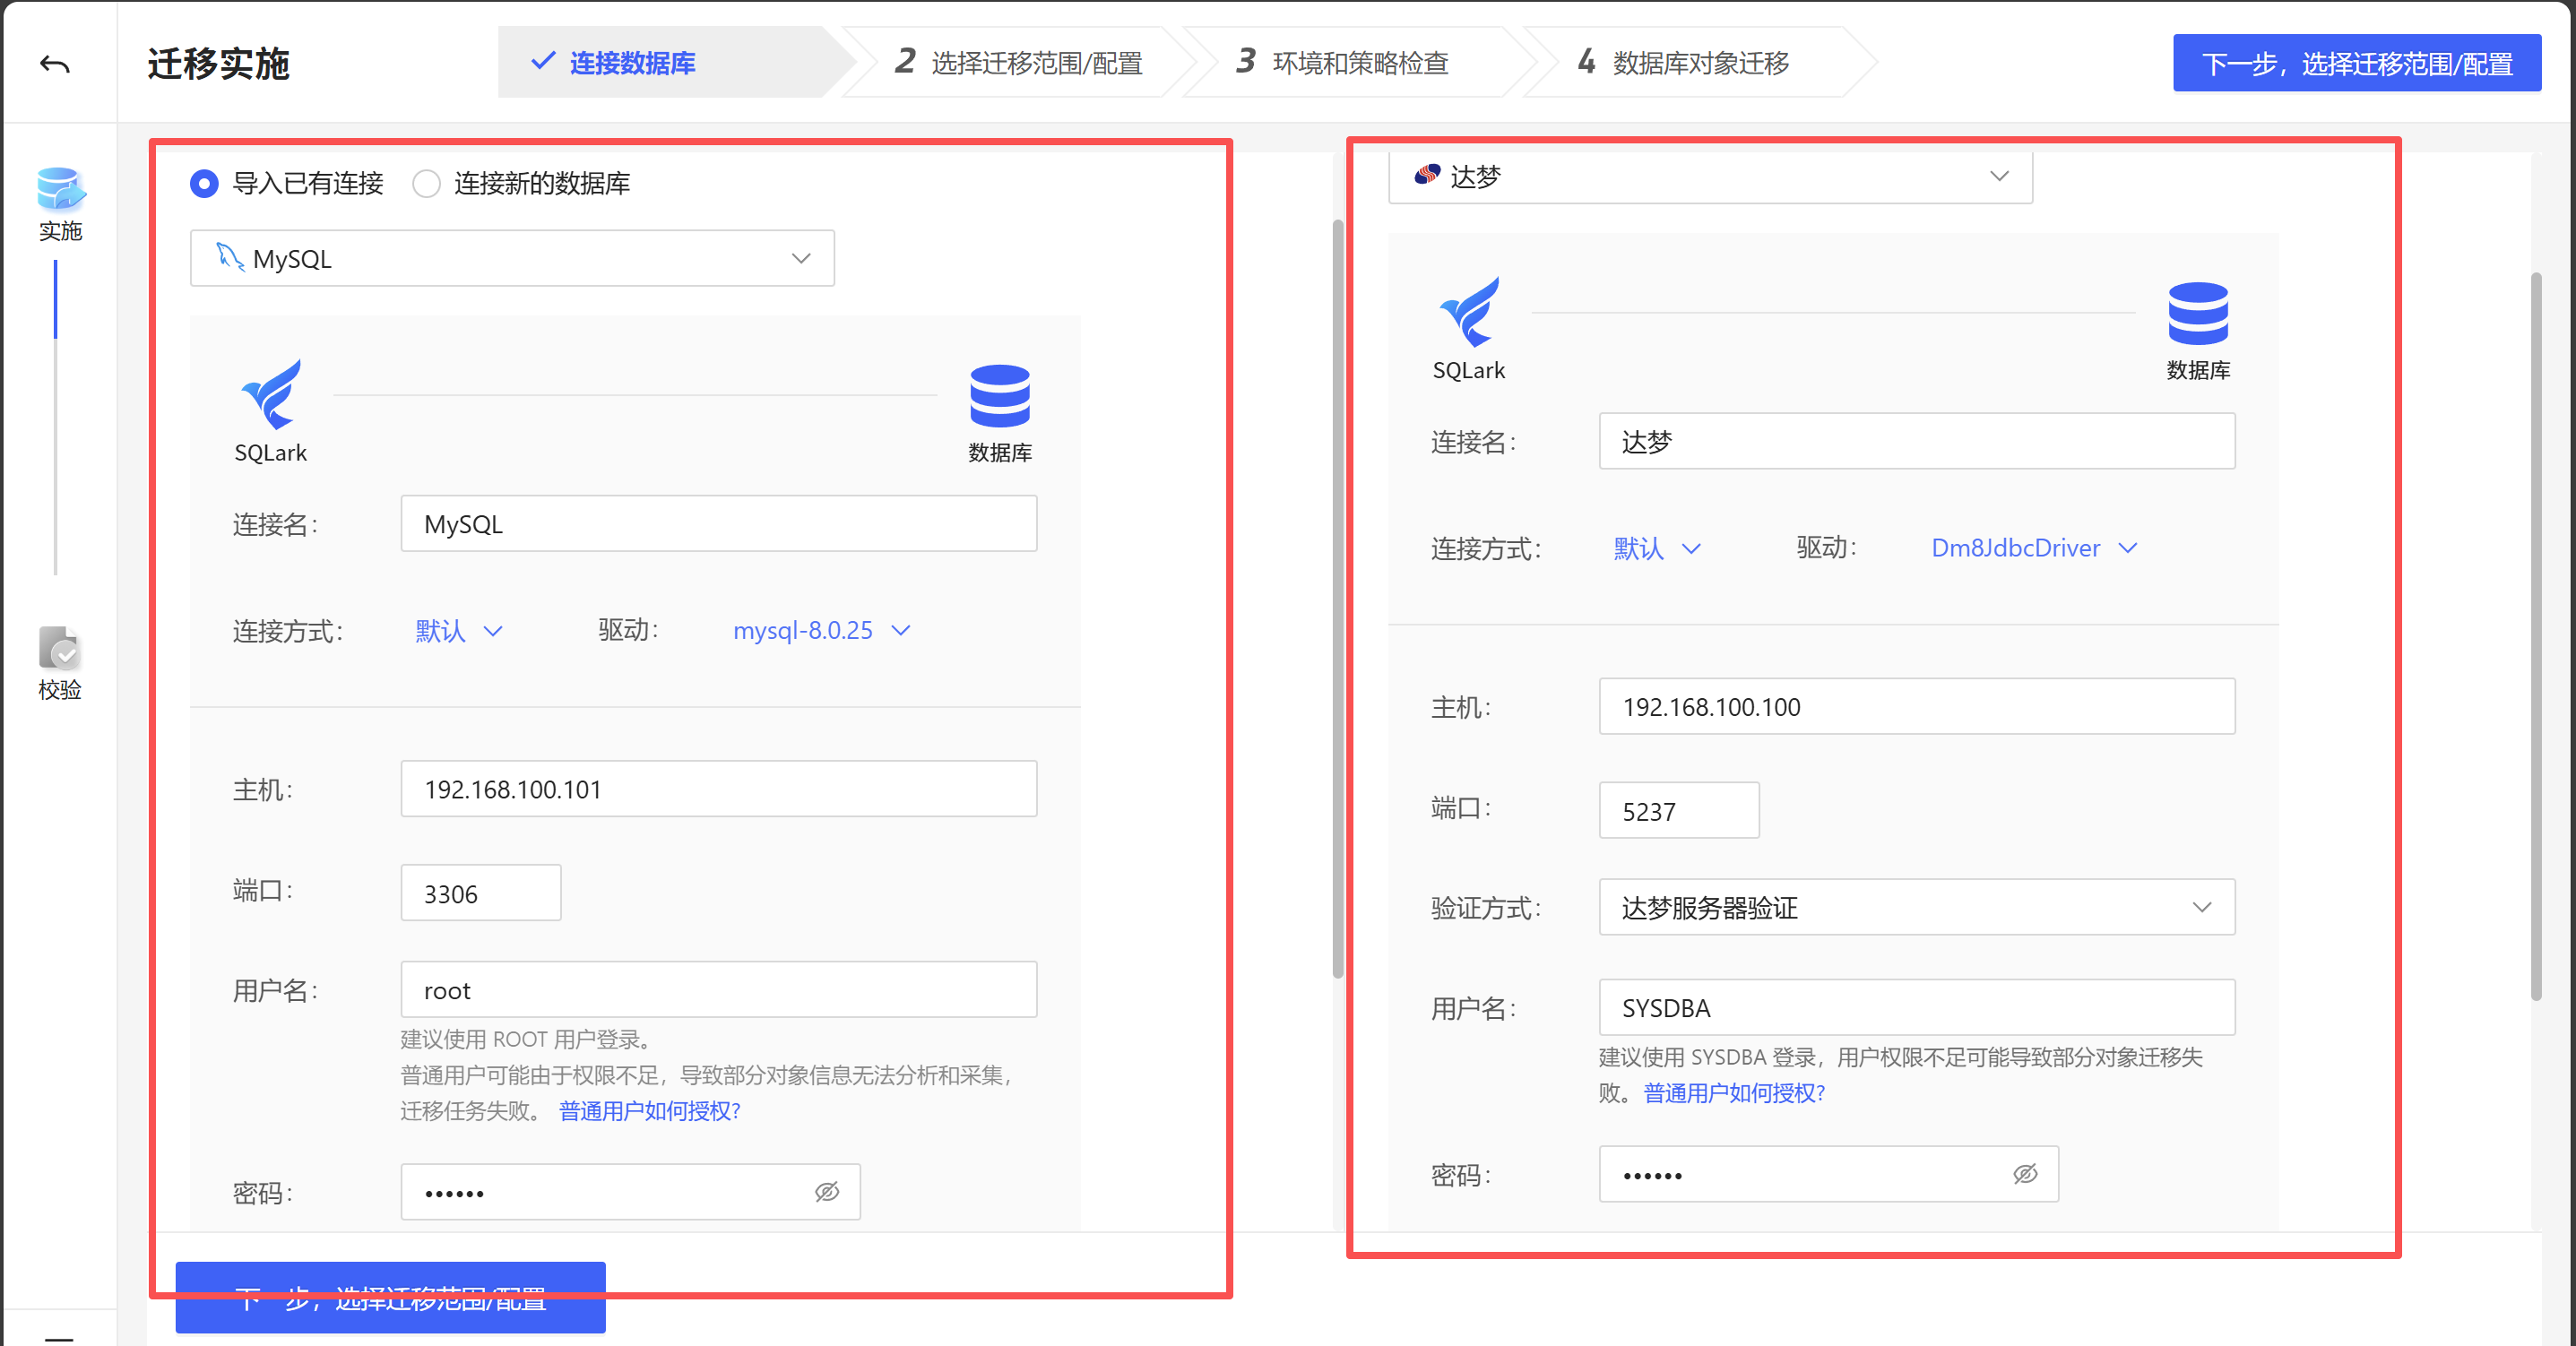 迁移实施
连接数据库
2 选择迁移范围/配置
3 环境和策略检查
4 数据库对象迁移
下一步，选择迁移范围/配置
实施
校验
导入已有连接
连接新的数据库
MySQL
SQLark
数据库
连接名：
MySQL
连接方式：
默认
驱动：
mysql-8.0.25
主机：
192.168.100.101
端口：
3306
用户名：
root
建议使用 ROOT 用户登录。
普通用户可能由于权限不足，导致部分对象信息无法分析和采集，
迁移任务失败。 普通用户如何授权?
密码：
••••••
下一步，选择迁移范围/配置
达梦
SQLark
数据库
连接名：
达梦
连接方式：
默认
驱动：
Dm8JdbcDriver
主机：
192.168.100.100
端口：
5237
验证方式：
达梦服务器验证
用户名：
SYSDBA
建议使用 SYSDBA 登录，用户权限不足可能导致部分对象迁移失
败。 普通用户如何授权?
密码：
••••••